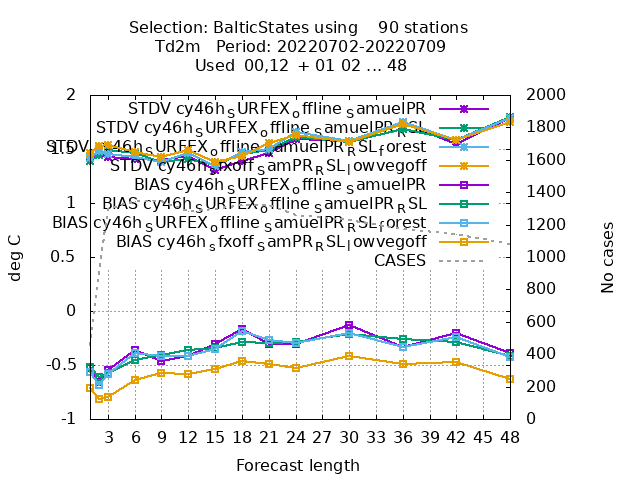 Selection: BalticStates using    90 stations
Td2m   Period: 20220702-20220709
Used 00,12 + 01 02 ... 48
STDV cy46h_SURFEX_offline_SamuelPR
STDV cy46h_SURFEX_offline_SamuelPR_RSL
STDV cy46h_SURFEX_offline_SamuelPR_RSL_forest
STDV cy46h_sfxoff_SamPR_RSL_lowvegoff
BIAS cy46h_SURFEX_offline_SamuelPR
BIAS cy46h_SURFEX_offline_SamuelPR_RSL
BIAS cy46h_SURFEX_offline_SamuelPR_RSL_forest
BIAS cy46h_sfxoff_SamPR_RSL_lowvegoff
CASES
deg C
2
1.5
1
0.5
0
-0.5
-1
No cases
2000
1800
1600
1400
1200
1000
800
600
400
200
0
3 6 9 12 15 18 21 24 27 30 33 36 39 42 45 48
Forecast length